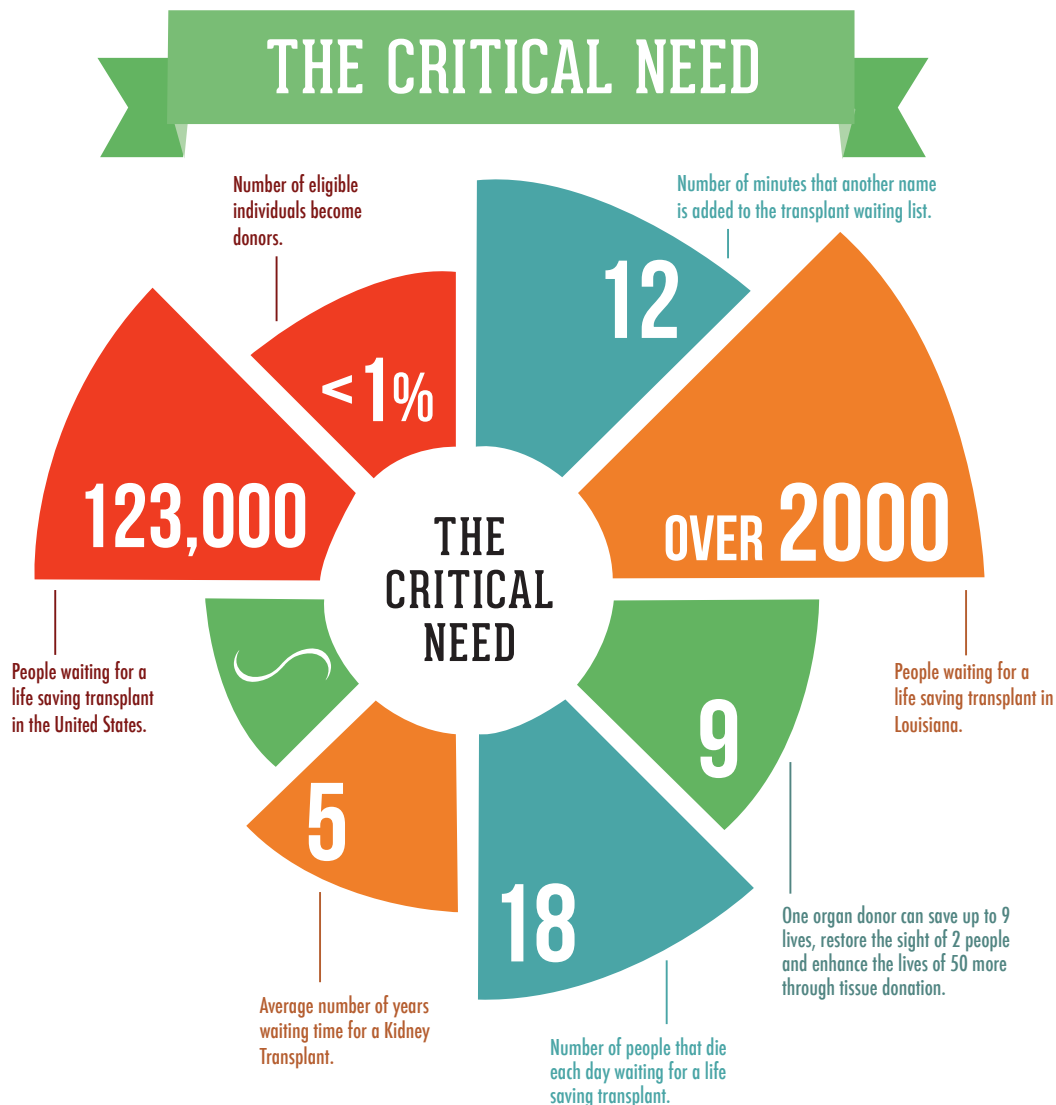 THE CRITICAL NEED
Number of eligible
individuals become
donors.
<1%
Number of minutes that another name
is added to the transplant waiting list.
12
OVER 2000
People waiting for a
life saving transplant in
Louisiana.
123,000
People waiting for a
life saving transplant
in the United States.
THE
CRITICAL
NEED
9
One organ donor can save up to 9
lives, restore the sight of 2 people
and enhance the lives of 50 more
through tissue donation.
5
Average number of years
waiting time for a Kidney
Transplant.
18
Number of people that die
each day waiting for a life
saving transplant.